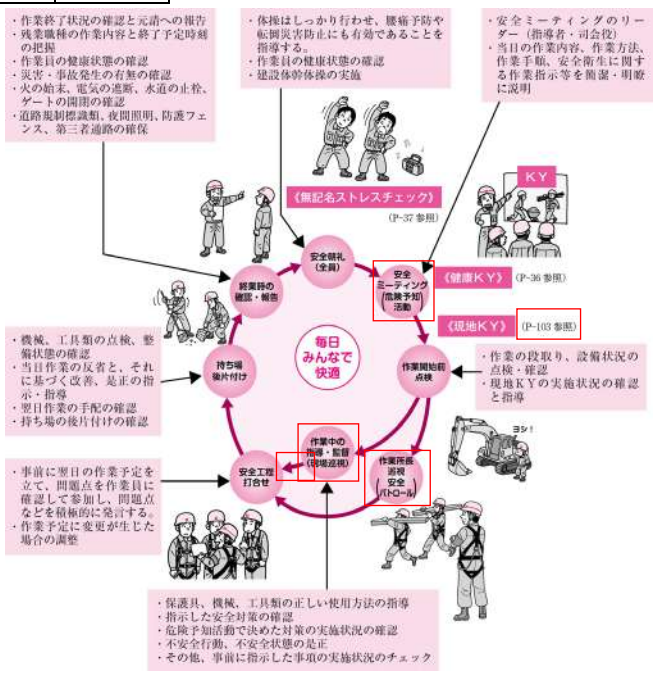 ・作業終了状況の確認と元請への報告
・残業職種の作業内容と終了予定時刻
の把握
・作業員の健康状態の確認
・災害・事故発生の有無の確認
・火の始末、電気の遮断、水道の止栓、
ゲートの開閉の確認
・道路規制標識類、夜間照明、防護フェ
ンス、第三者通路の確保
・体操はしっかり行わせ、腰痛予防や
転倒災害防止にも有効であることを
指導する。
・作業員の健康状態の確認
・建設体幹体操の実施
・安全ミーティングのリー
ダー（指導者・司会役）
・当日の作業内容、作業方法、
作業手順、安全衛生に関す
る作業指示等を簡潔・明瞭
に説明
《無記名ストレスチェック》
（P-37 参照）
KY
安全朝礼
（全員）
安全
ミーティング
（危険予知
活動）
《健康KY》
（P-36 参照）
《現地KY》
（P-103 参照）
作業開始前
点検
・作業の段取り、設備状況の
点検・確認
・現地KYの実施状況の確認
と指導
ヨシ！
作業所長
巡視
（安全
パトロール）
作業中の
指導・監督
（現場巡視）
・保護具、機械、工具類の正しい使用方法の指導
・指示した安全対策の確認
・危険予知活動で決めた対策の実施状況の確認
・不安全行動、不安全状態の是正
・その他、事前に指示した事項の実施状況のチェック
安全工程
打合せ
・事前に翌日の作業予定を
立て、問題点を作業員に
確認して参加し、問題点
などを積極的に発言する。
・作業予定に変更が生じた
場合の調整
持ち場
後片付け
・機械、工具類の点検、整
備状態の確認
・当日作業の反省と、それ
に基づく改善、是正の指
示・指導
・翌日作業の手配の確認
・持ち場の後片付けの確認
終業時の
確認・報告
毎日
みんなで
快適